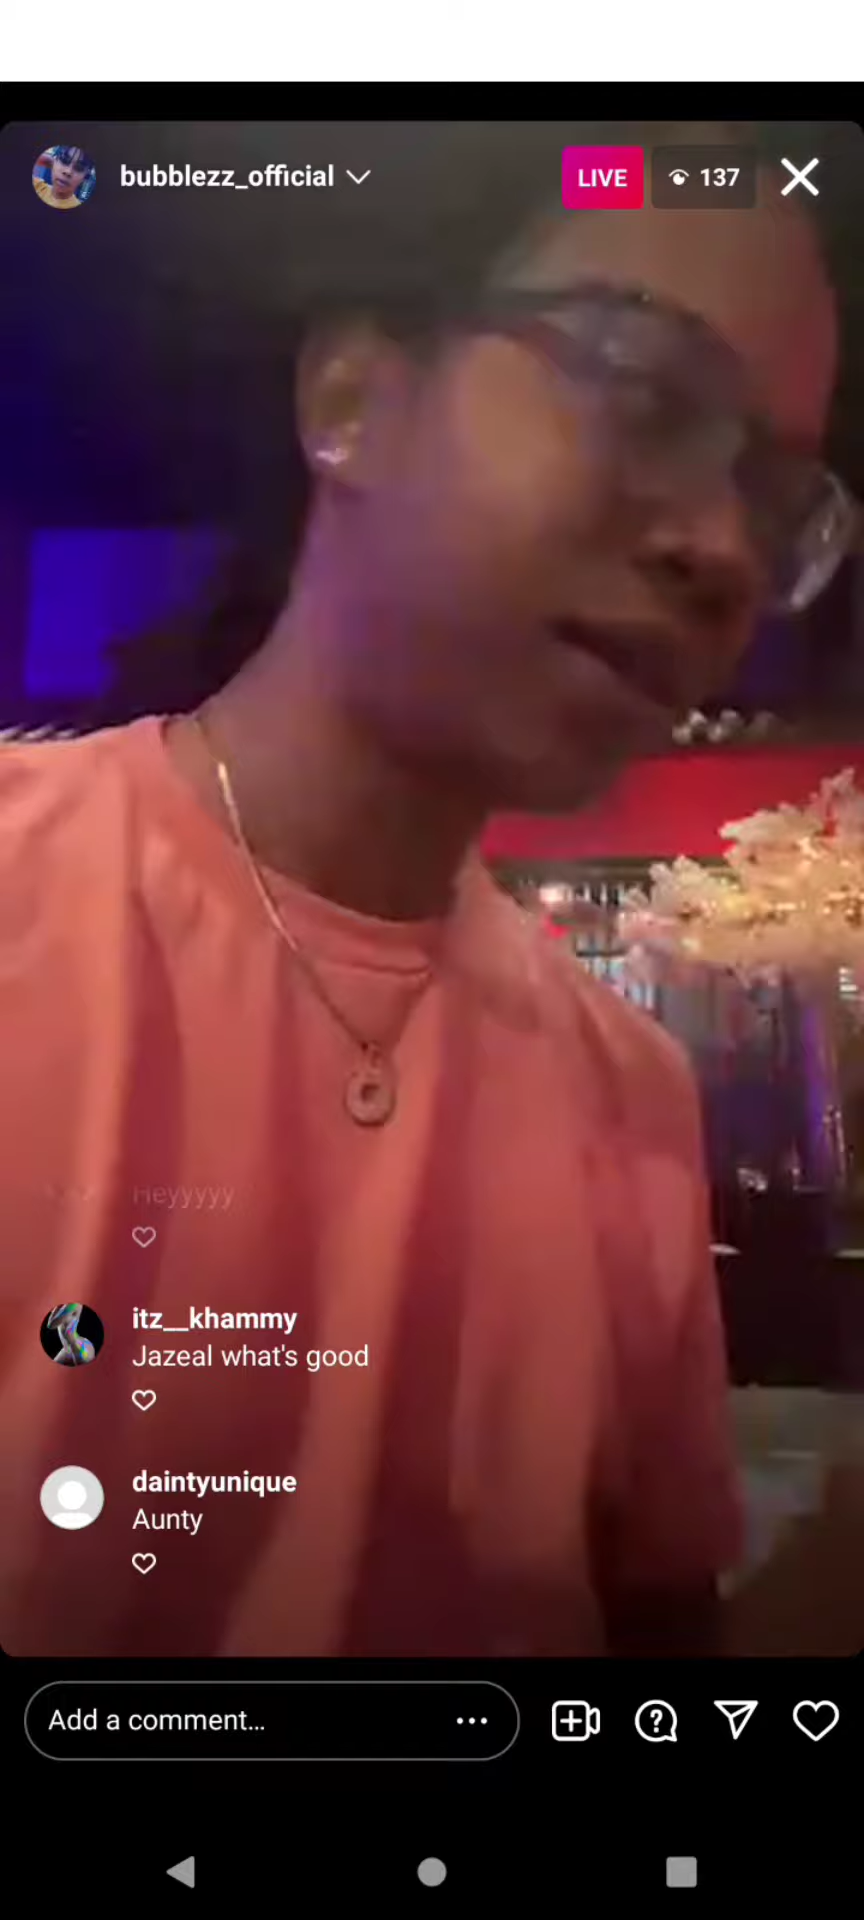 bubblezz_official
LIVE
137
Heyyyyy
itz__khammy
Jazeal what's good
daintyunique
Aunty
Add a comment...